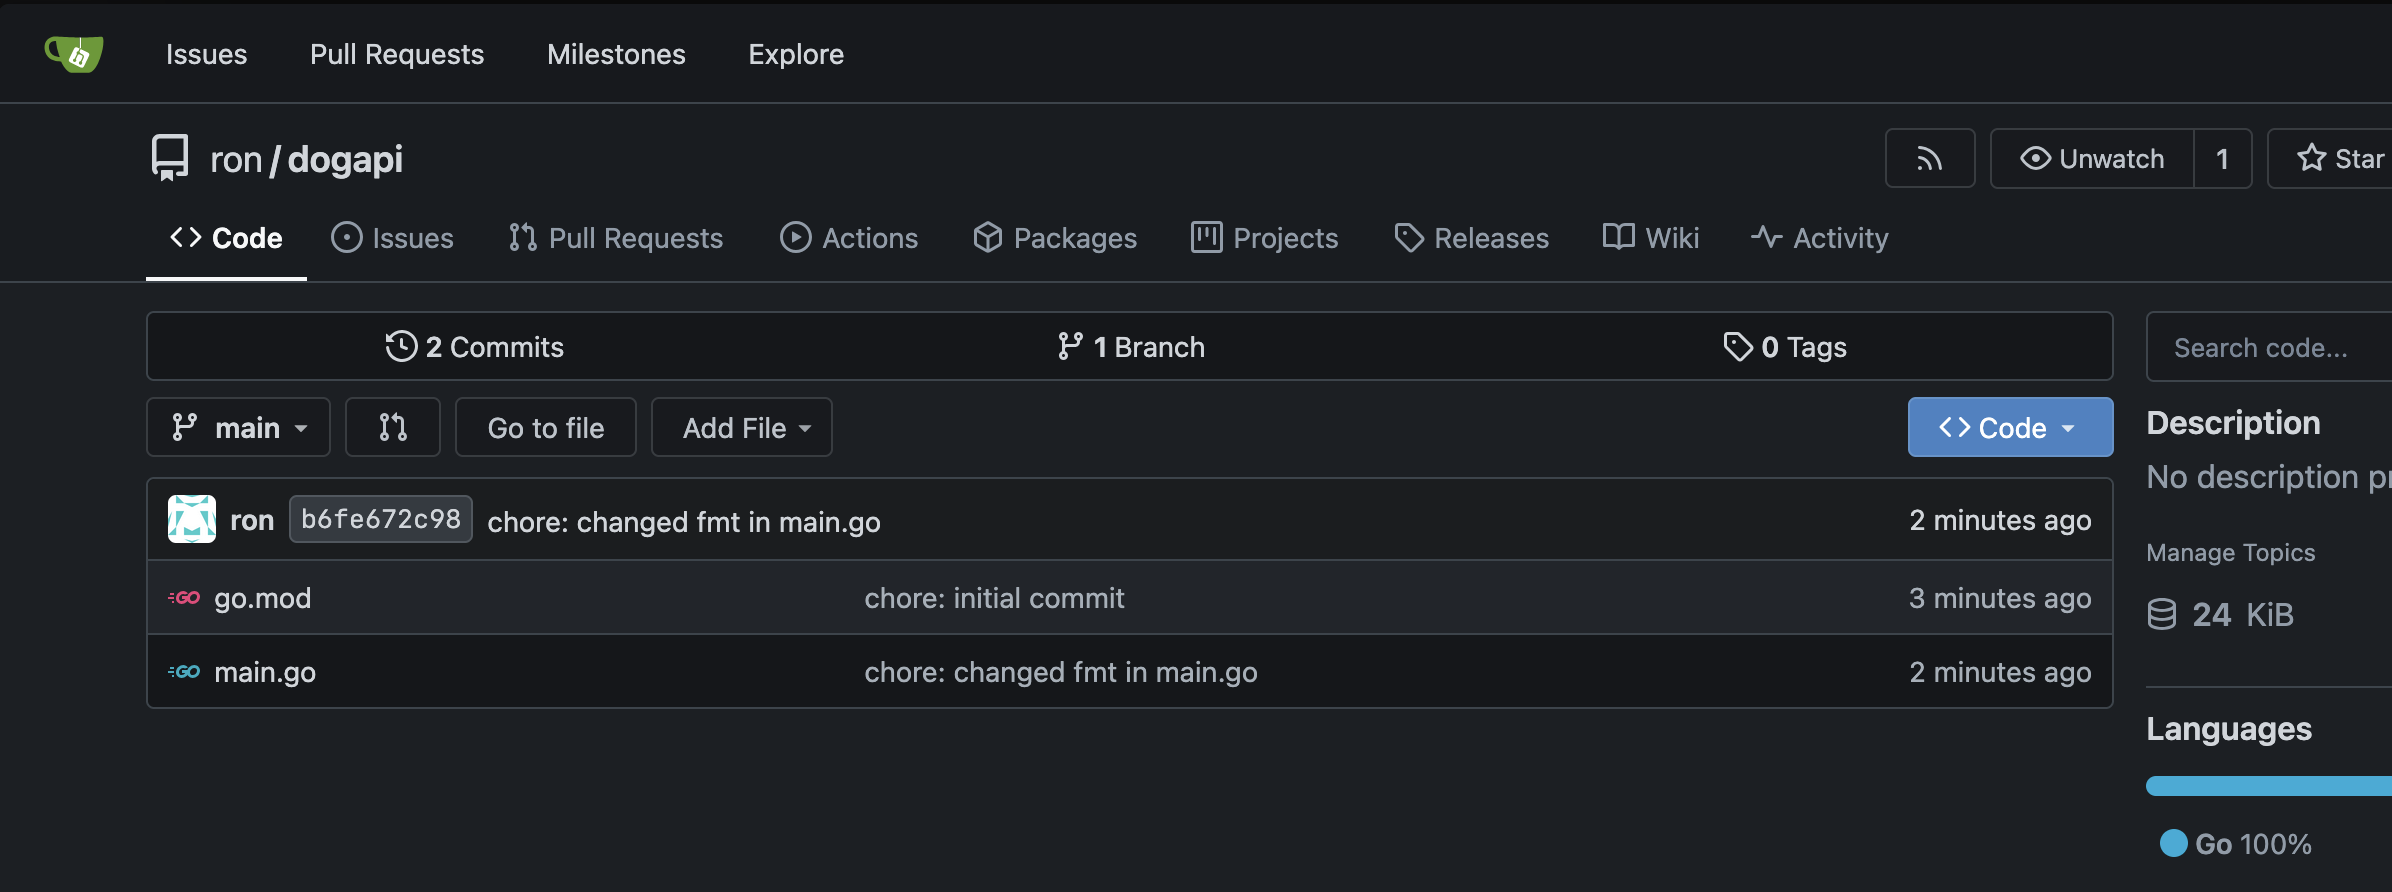 Issues Pull Requests Milestones Explore
ron / dogapi
Unwatch 1 Star
Code Issues Pull Requests Actions Packages Projects Releases Wiki Activity
2 Commits 1 Branch 0 Tags
Search code...
main Go to file Add File Code
Description
No description
ron b6fe672c98 chore: changed fmt in main.go 2 minutes ago
Manage Topics
go.mod chore: initial commit 3 minutes ago
24 KiB
main.go chore: changed fmt in main.go 2 minutes ago
Languages
Go 100%